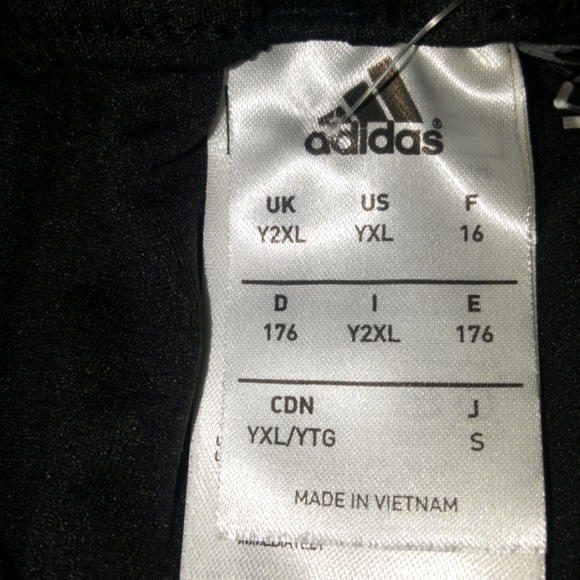 adidas®
UK US F
Y2XL YXL 16
D I E
176 Y2XL 176
CDN J
YXL/YTG S
MADE IN VIETNAM